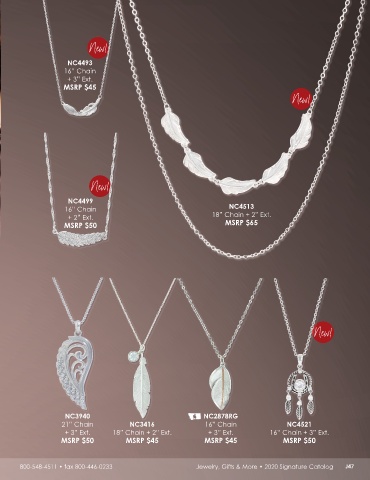 New!
NC4493
16" Chain
+ 3" Ext.
MSRP $45
New!
NC4499
16" Chain
+ 2" Ext.
MSRP $50
New!
NC4513
18" Chain + 2" Ext.
MSRP $65
NC3940
21" Chain
+ 3" Ext.
MSRP $50
NC3416
18" Chain + 2" Ext.
MSRP $45
NC2878RG
16" Chain
+ 3" Ext.
MSRP $45
New!
NC4521
16" Chain + 3" Ext.
MSRP $50
800-548-4511 • fax 800-446-0233
Jewelry, Gifts & More • 2020 Signature Catalog
J47